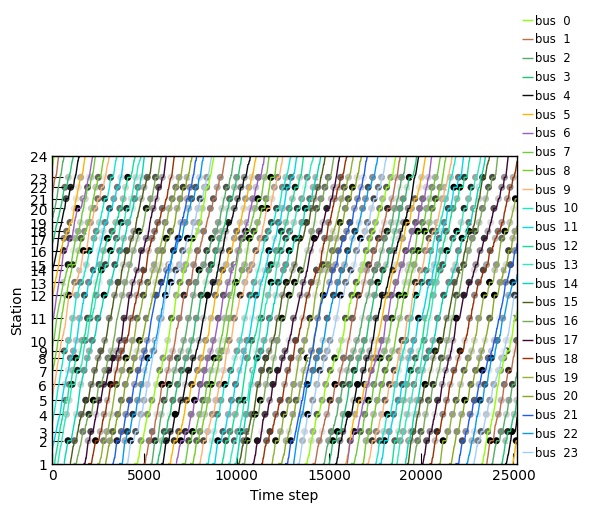 bus 0
bus 1
bus 2
bus 3
bus 4
bus 5
bus 6
bus 7
bus 8
bus 9
bus 10
bus 11
bus 12
bus 13
bus 14
bus 15
bus 16
bus 17
bus 18
bus 19
bus 20
bus 21
bus 22
bus 23
24
23
22
21
20
19
18
17
16
15
14
13
12
11
10
9
8
7
6
5
4
3
2
1
Station
0 5000 10000 15000 20000 25000
Time step